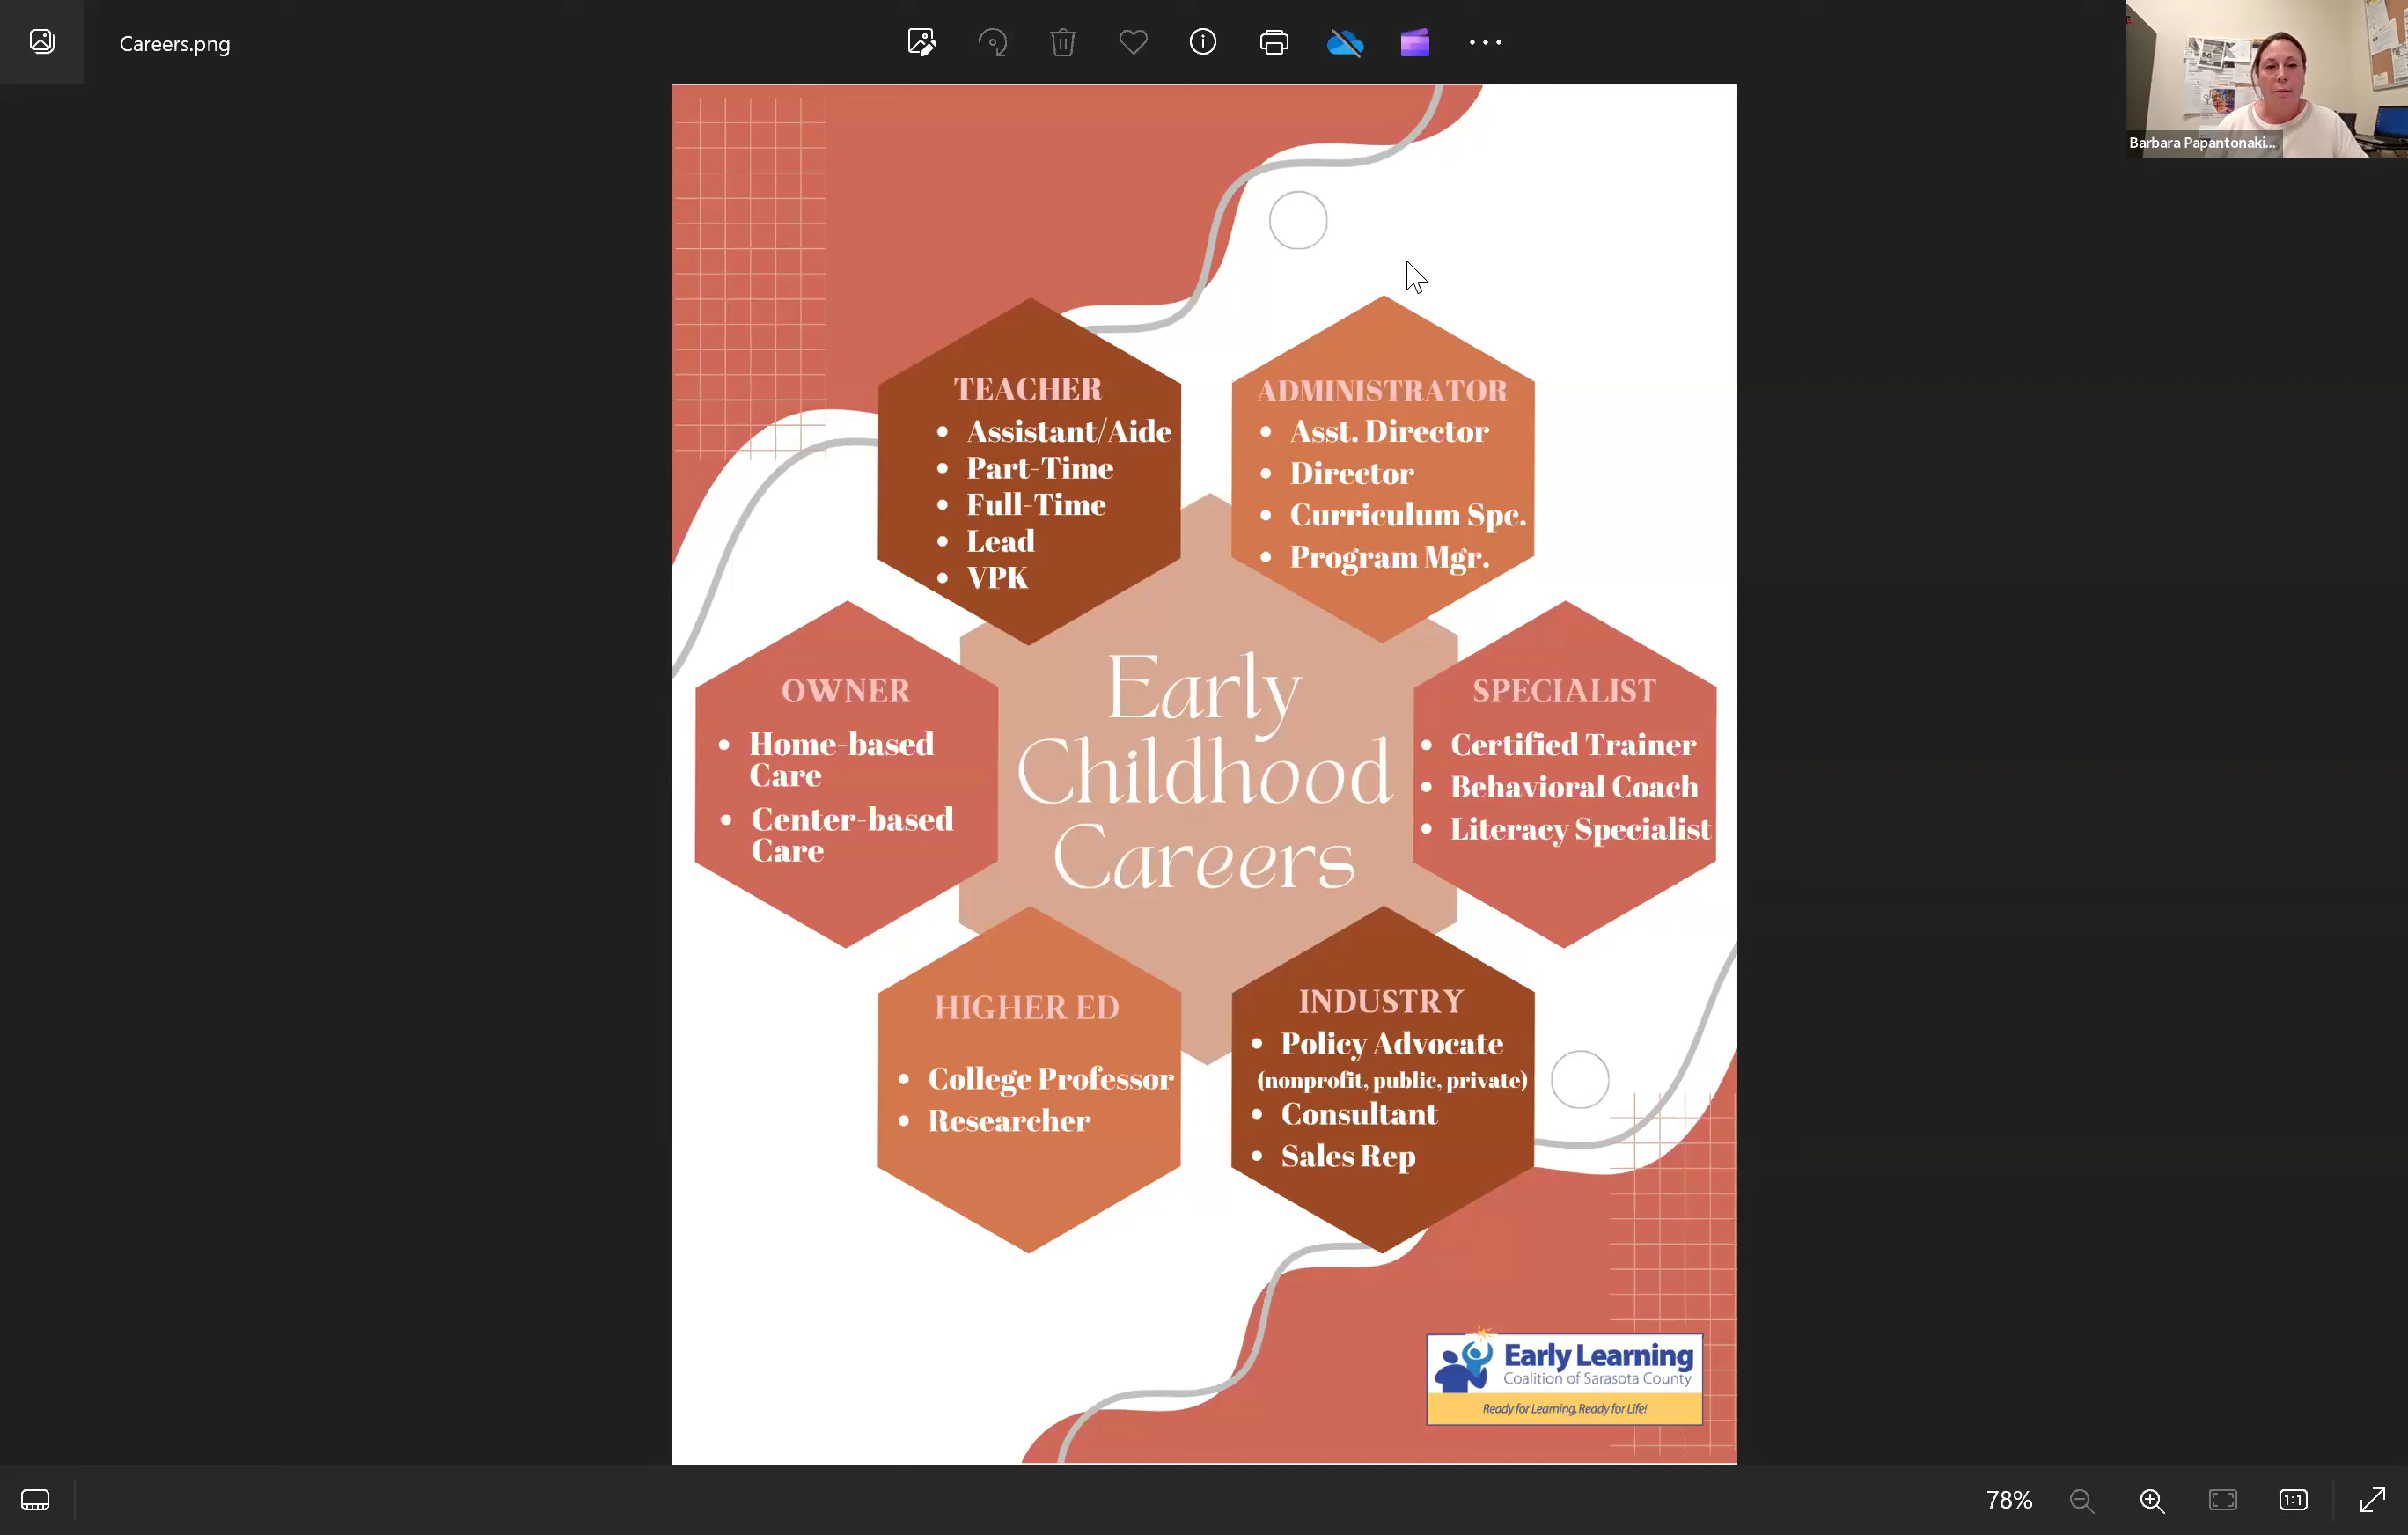 Careers.png
Barbara Papantonaki...
TEACHER
• Assistant/Aide
• Part-Time
• Full-Time
• Lead
• VPK
ADMINISTRATOR
• Asst. Director
• Director
• Curriculum Spc.
• Program Mgr.
OWNER
• Home-based
Care
• Center-based
Care
Early
Childhood
Careers
SPECIALIST
• Certified Trainer
• Behavioral Coach
• Literacy Specialist
HIGHER ED
• College Professor
• Researcher
INDUSTRY
• Policy Advocate
(nonprofit, public, private)
• Consultant
• Sales Rep
Early Learning
Coalition of Sarasota County
Ready for Learning, Ready for Life!
78%
1:1